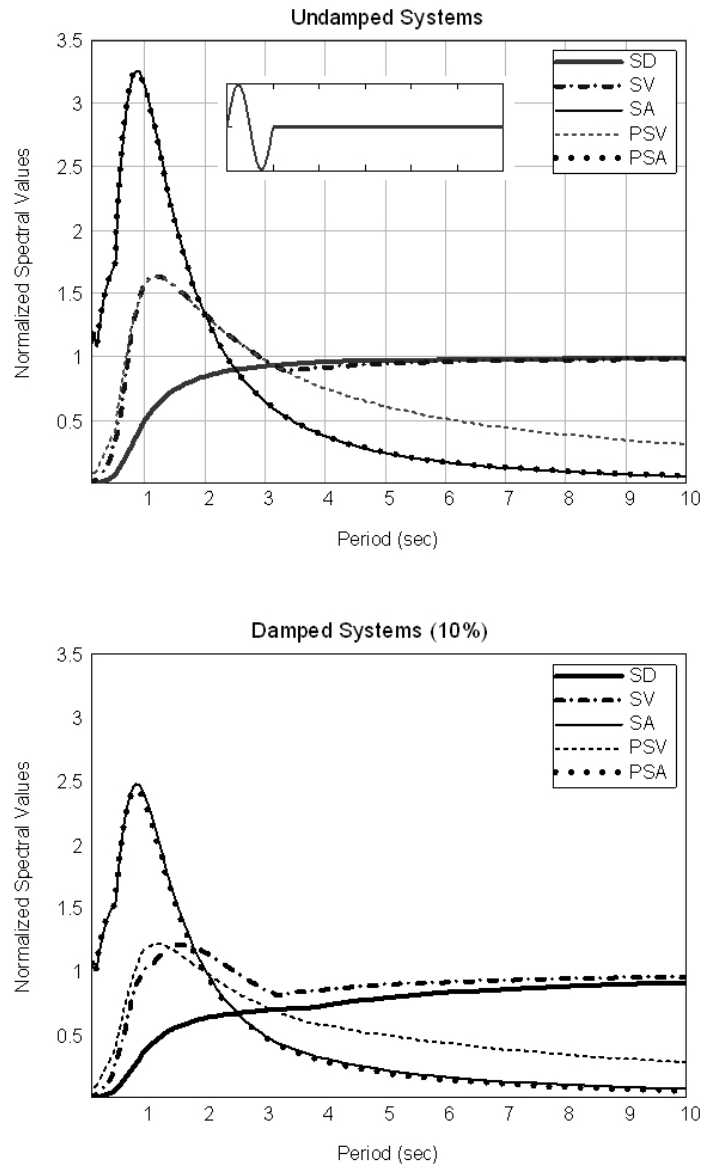 Undamped Systems
3.5
3
2.5
2
1.5
1
0.5
Normalized Spectral Values
SD
SV
SA
PSV
PSA
1 2 3 4 5 6 7 8 9 10
Period (sec)
Damped Systems (10%)
3.5
3
2.5
2
1.5
1
0.5
Normalized Spectral Values
SD
SV
SA
PSV
PSA
1 2 3 4 5 6 7 8 9 10
Period (sec)